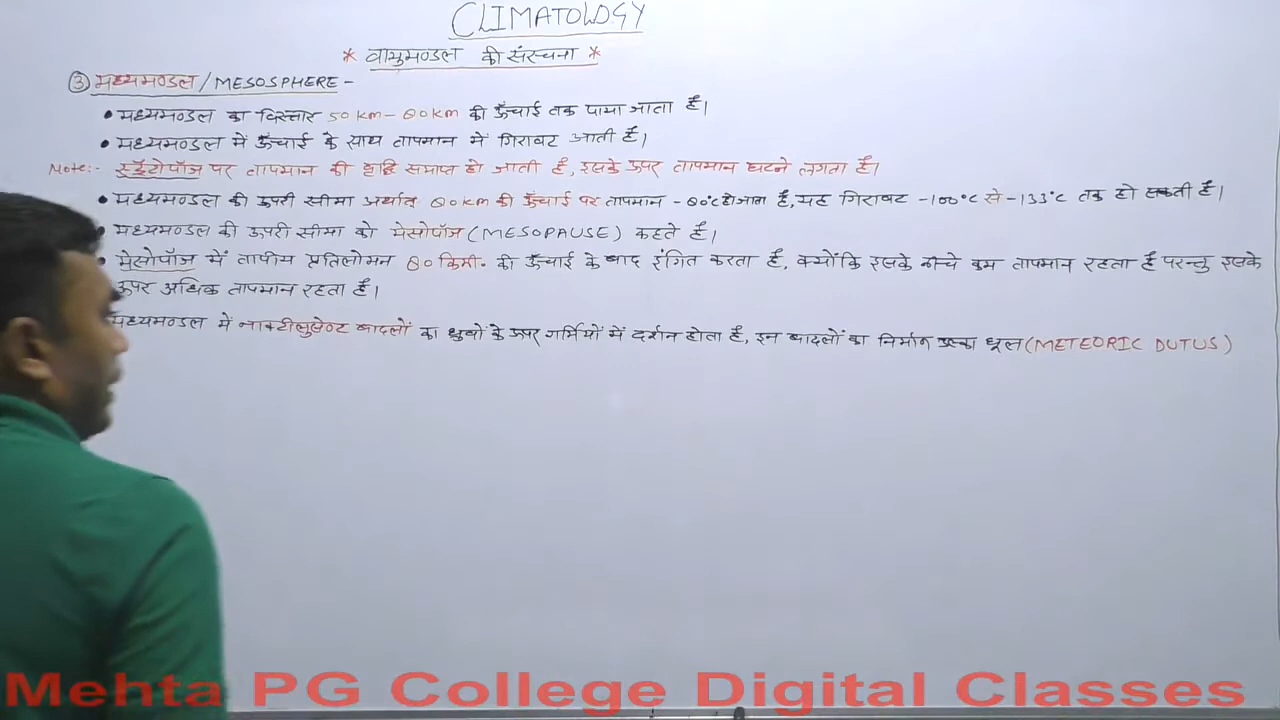 CLIMATOLOGY
* वायुमण्डल की संरचना *
③ मध्यमण्डल / MESOSPHERE -
• मध्यमण्डल का विस्तार 50 km - 80 km की ऊँचाई तक पाया जाता है।
• मध्यमण्डल में ऊँचाई के साथ तापमान में गिरावट आती है।
Note:- स्ट्रेटोपॉज पर तापमान की वृद्धि समाप्त हो जाती है, इसके ऊपर तापमान घटने लगता है।
• मध्यमण्डल की ऊपरी सीमा अर्थात 80 km की ऊँचाई पर तापमान -80°C हो जाता है, यह गिरावट -100°C से -133°C तक हो सकती है।
• मध्यमण्डल की ऊपरी सीमा को मेसोपॉज (MESOPAUSE) कहते हैं।
• मेसोपॉज में तापीय प्रतिलोमन 80 किमी. की ऊँचाई के बाद इंगित करता है, क्योंकि इसके नीचे कम तापमान रहता है परन्तु इसके
ऊपर अधिक तापमान रहता है।
मध्यमण्डल में नाक्टीलुसेण्ट बादलों का ध्रुवों के ऊपर गर्मियों में दर्शन होता है, इन बादलों का निर्माण उल्का धूल (METEORIC DUTUS)
Mehta PG College Digital Classes